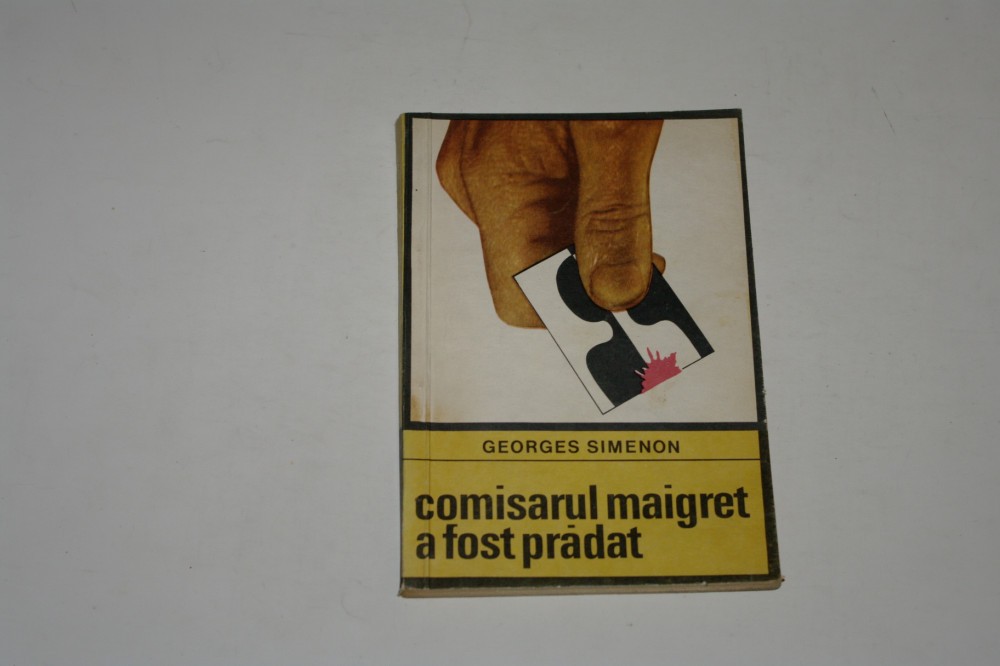 GEORGES SIMENON
comisarul maigret
a fost prădat